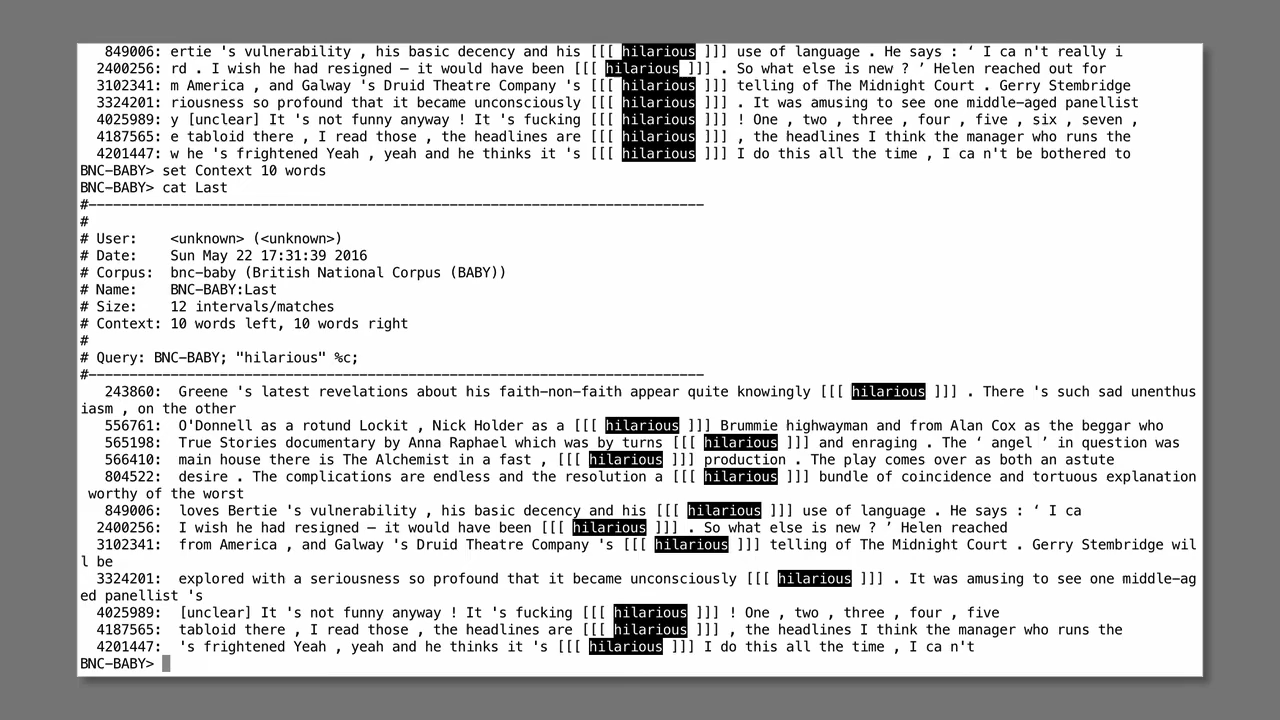 849006: ertie 's vulnerability , his basic decency and his [[[ hilarious ]]] use of language . He says : ‘ I ca n't really i
2400256: rd . I wish he had resigned — it would have been [[[ hilarious ]]] . So what else is new ? ’ Helen reached out for
3102341: m America , and Galway 's Druid Theatre Company 's [[[ hilarious ]]] telling of The Midnight Court . Gerry Stembridge
3324201: riousness so profound that it became unconsciously [[[ hilarious ]]] . It was amusing to see one middle-aged panellist
4025989: y [unclear] It 's not funny anyway ! It 's fucking [[[ hilarious ]]] ! One , two , three , four , five , six , seven ,
4187565: e tabloid there , I read those , the headlines are [[[ hilarious ]]] , the headlines I think the manager who runs the
4201447: w he 's frightened Yeah , yeah and he thinks it 's [[[ hilarious ]]] I do this all the time , I ca n't be bothered to
BNC-BABY> set Context 10 words
BNC-BABY> cat Last
#---------------------------------------------------------------------------
#
# User:    <unknown> (<unknown>)
# Date:    Sun May 22 17:31:39 2016
# Corpus:  bnc-baby (British National Corpus (BABY))
# Name:    BNC-BABY:Last
# Size:    12 intervals/matches
# Context: 10 words left, 10 words right
#
# Query: BNC-BABY; "hilarious" %c;
#---------------------------------------------------------------------------
243860:  Greene 's latest revelations about his faith-non-faith appear quite knowingly [[[ hilarious ]]] . There 's such sad unenthus
iasm , on the other
556761:  O'Donnell as a rotund Lockit , Nick Holder as a [[[ hilarious ]]] Brummie highwayman and from Alan Cox as the beggar who
565198:  True Stories documentary by Anna Raphael which was by turns [[[ hilarious ]]] and enraging . The ‘ angel ’ in question was
566410:  main house there is The Alchemist in a fast , [[[ hilarious ]]] production . The play comes over as both an astute
804522:  desire . The complications are endless and the resolution a [[[ hilarious ]]] bundle of coincidence and tortuous explanation
worthy of the worst
849006:  loves Bertie 's vulnerability , his basic decency and his [[[ hilarious ]]] use of language . He says : ‘ I ca
2400256:  I wish he had resigned — it would have been [[[ hilarious ]]] . So what else is new ? ’ Helen reached
3102341:  from America , and Galway 's Druid Theatre Company 's [[[ hilarious ]]] telling of The Midnight Court . Gerry Stembridge wil
l be
3324201:  explored with a seriousness so profound that it became unconsciously [[[ hilarious ]]] . It was amusing to see one middle-ag
ed panellist 's
4025989:  [unclear] It 's not funny anyway ! It 's fucking [[[ hilarious ]]] ! One , two , three , four , five
4187565:  tabloid there , I read those , the headlines are [[[ hilarious ]]] , the headlines I think the manager who runs the
4201447:  's frightened Yeah , yeah and he thinks it 's [[[ hilarious ]]] I do this all the time , I ca n't
BNC-BABY>